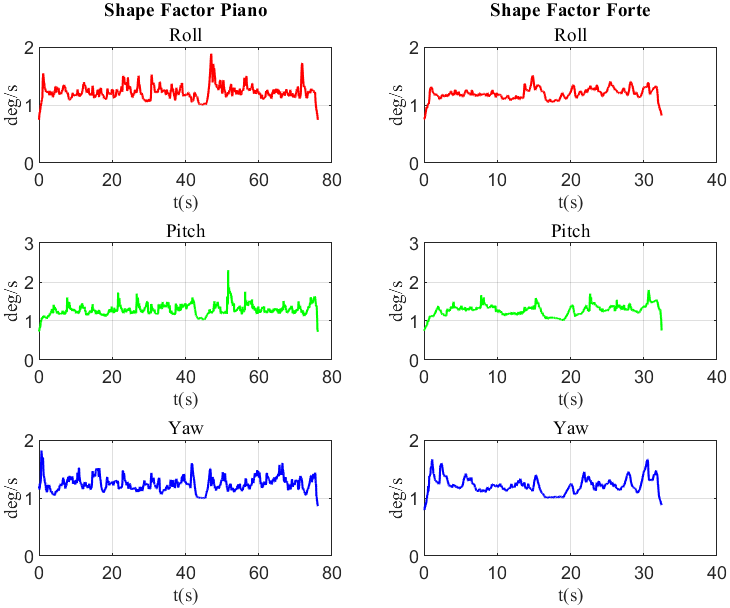 Shape Factor Piano
Shape Factor Forte
Roll
2
1
0
deg/s
0 20 40 60 80
t(s)
Roll
2
1
0
deg/s
0 10 20 30 40
t(s)
Pitch
3
2
1
0
deg/s
0 20 40 60 80
t(s)
Pitch
3
2
1
0
deg/s
0 10 20 30 40
t(s)
Yaw
2
1
0
deg/s
0 20 40 60 80
t(s)
Yaw
2
1
0
deg/s
0 10 20 30 40
t(s)